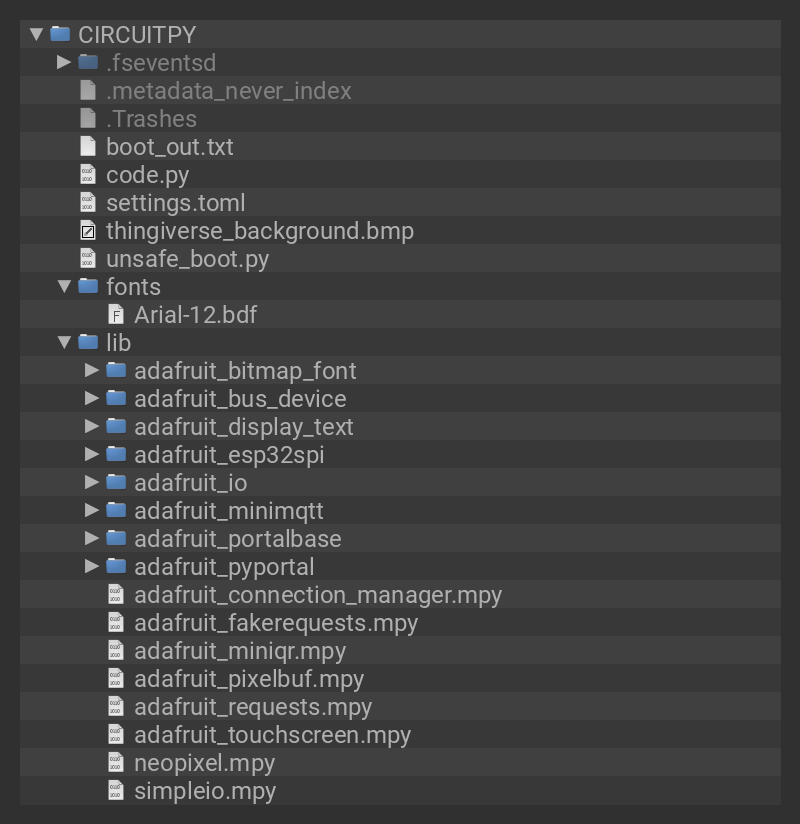 CIRCUITPY
.fseventsd
.metadata_never_index
.Trashes
boot_out.txt
code.py
settings.toml
thingiverse_background.bmp
unsafe_boot.py
fonts
Arial-12.bdf
lib
adafruit_bitmap_font
adafruit_bus_device
adafruit_display_text
adafruit_esp32spi
adafruit_io
adafruit_minimqtt
adafruit_portalbase
adafruit_pyportal
adafruit_connection_manager.mpy
adafruit_fakerequests.mpy
adafruit_miniqr.mpy
adafruit_pixelbuf.mpy
adafruit_requests.mpy
adafruit_touchscreen.mpy
neopixel.mpy
simpleio.mpy